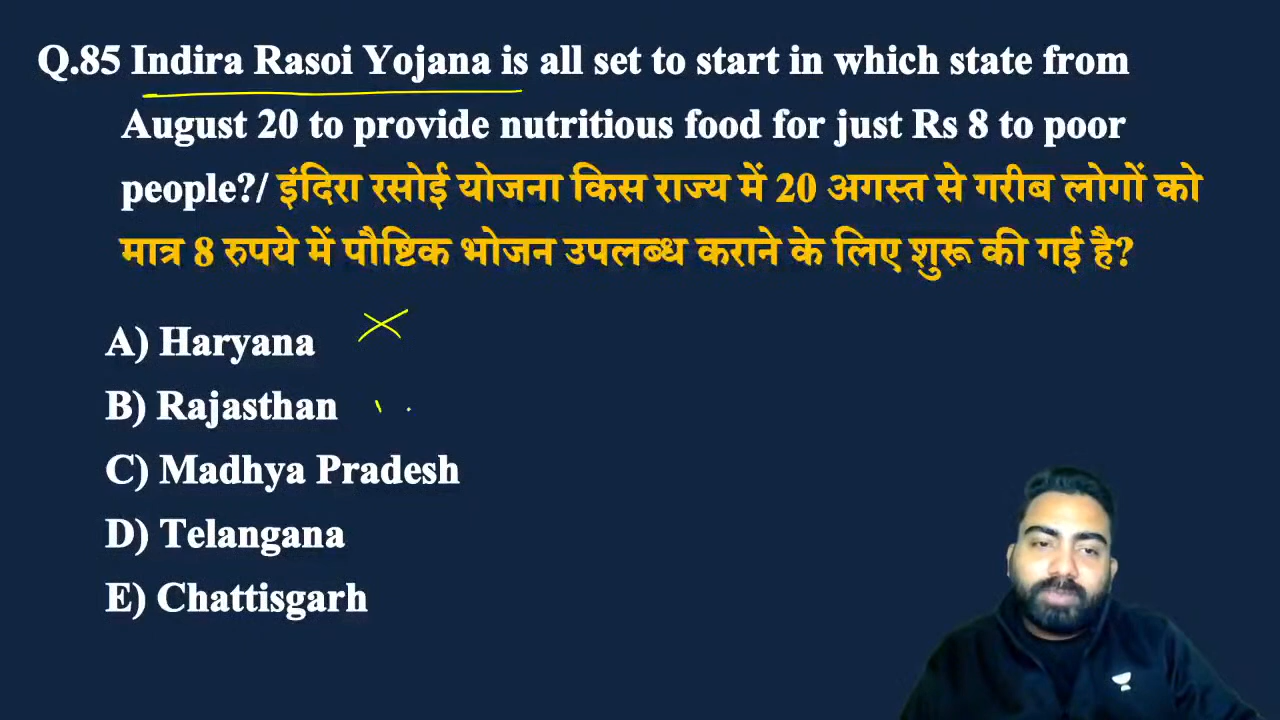 Q.85 Indira Rasoi Yojana is all set to start in which state from
August 20 to provide nutritious food for just Rs 8 to poor
people?/ इंदिरा रसोई योजना किस राज्य में 20 अगस्त से गरीब लोगों को
मात्र 8 रुपये में पौष्टिक भोजन उपलब्ध कराने के लिए शुरू की गई है?
A) Haryana
B) Rajasthan
C) Madhya Pradesh
D) Telangana
E) Chattisgarh